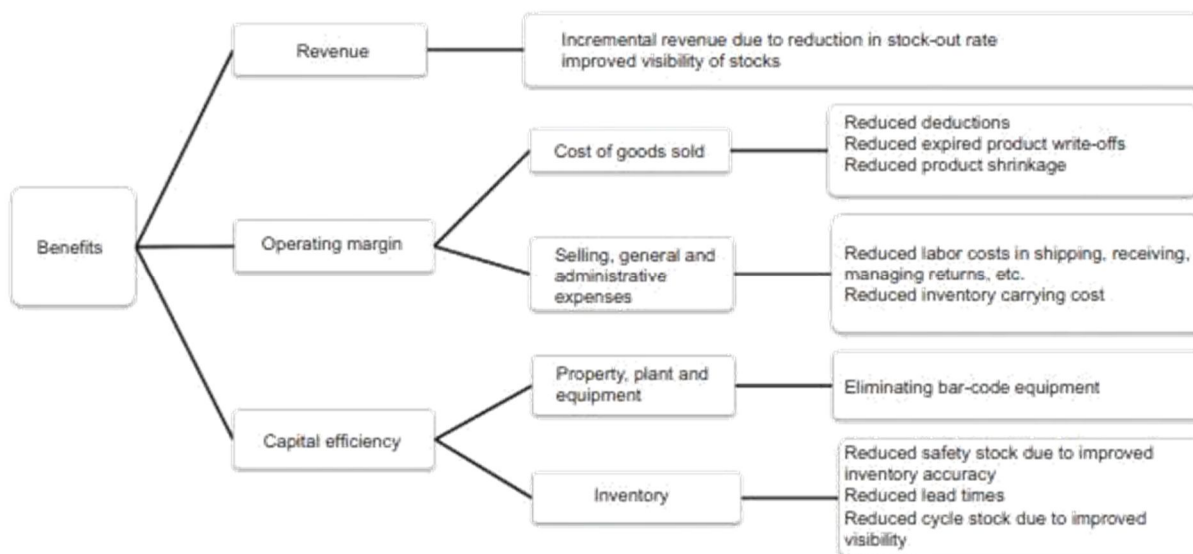 Revenue
Incremental revenue due to reduction in stock-out rate
improved visibility of stocks
Cost of goods sold
Reduced deductions
Reduced expired product write-offs
Reduced product shrinkage
Benefits
Operating margin
Selling, general and
administrative
expenses
Reduced labor costs in shipping, receiving,
managing returns, etc.
Reduced inventory carrying cost
Property, plant and
equipment
Eliminating bar-code equipment
Capital efficiency
Inventory
Reduced safety stock due to improved
inventory accuracy
Reduced lead times
Reduced cycle stock due to improved
visibility